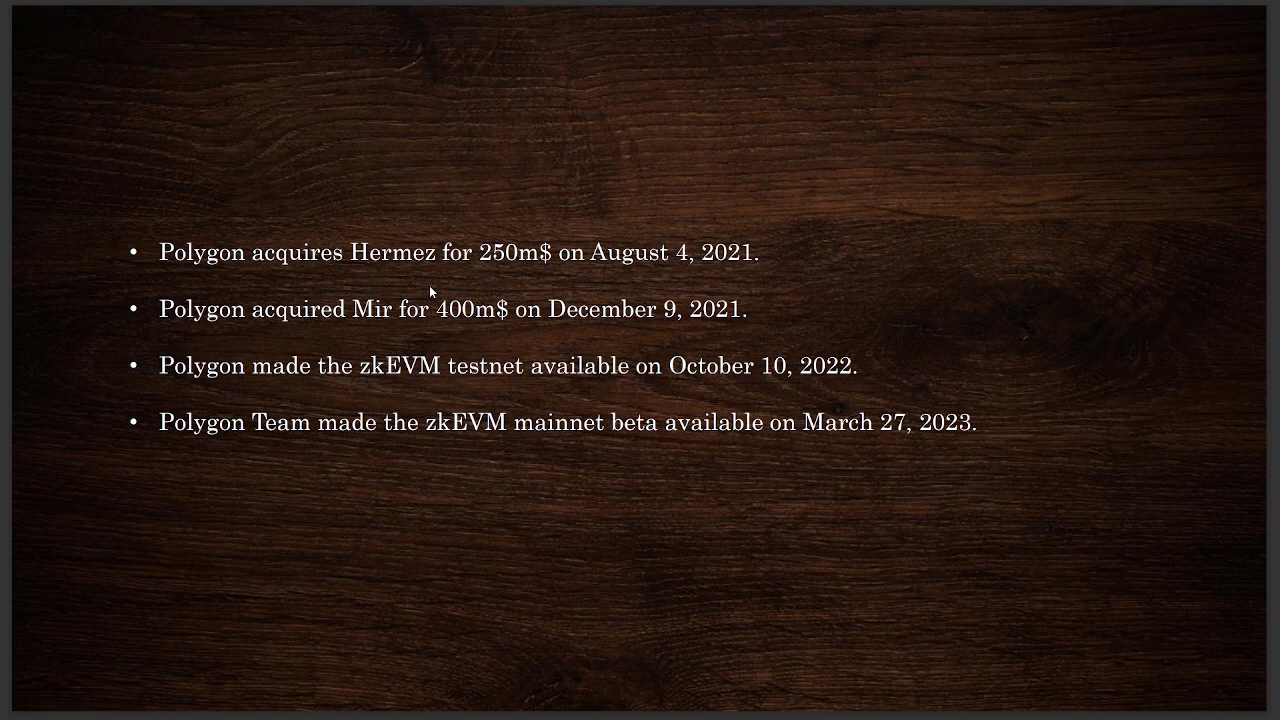 • Polygon acquires Hermez for 250m$ on August 4, 2021.
• Polygon acquired Mir for 400m$ on December 9, 2021.
• Polygon made the zkEVM testnet available on October 10, 2022.
• Polygon Team made the zkEVM mainnet beta available on March 27, 2023.